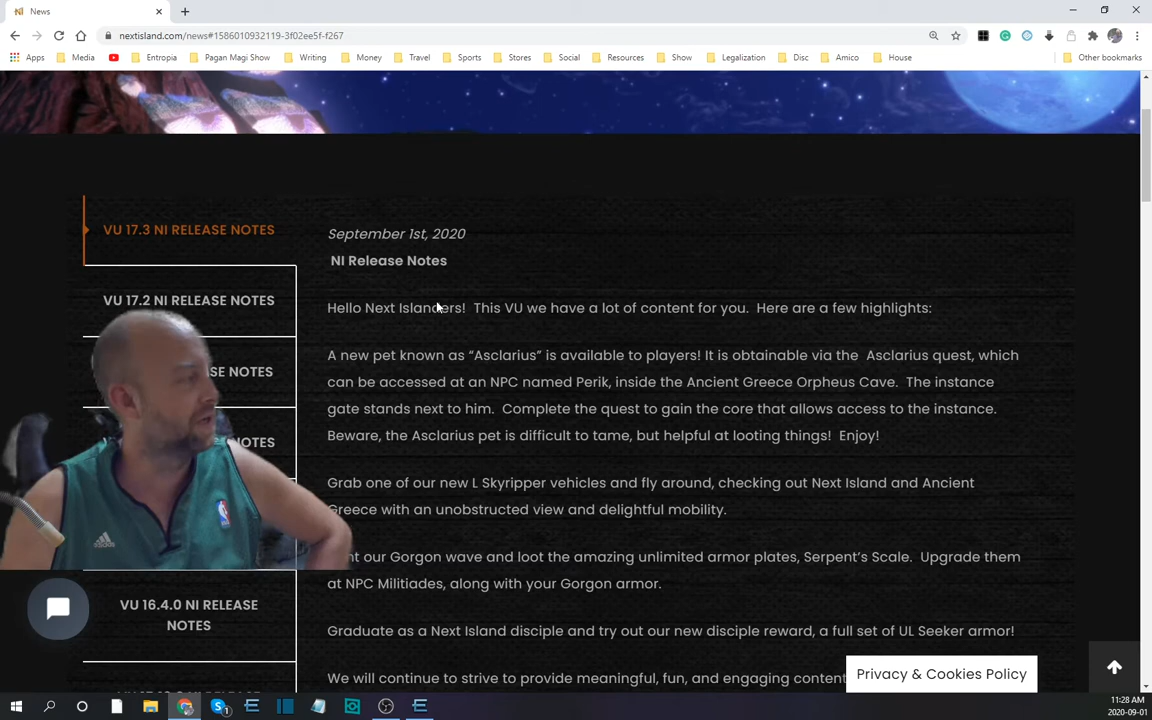 News
nextisland.com/news#1586010932119-3f02ee5f-f267
Apps Media Entropia Pagan Magi Show Writing Money Travel Sports Stores Social Resources Show Legalization Disc Amico House Other bookmarks
VU 17.3 NI RELEASE NOTES
VU 17.2 NI RELEASE NOTES
SE NOTES
OTES
VU 16.4.0 NI RELEASE
NOTES
September 1st, 2020
NI Release Notes
Hello Next Islanders! This VU we have a lot of content for you. Here are a few highlights:
A new pet known as “Asclarius” is available to players! It is obtainable via the Asclarius quest, which
can be accessed at an NPC named Perik, inside the Ancient Greece Orpheus Cave. The instance
gate stands next to him. Complete the quest to gain the core that allows access to the instance.
Beware, the Asclarius pet is difficult to tame, but helpful at looting things! Enjoy!
Grab one of our new L Skyripper vehicles and fly around, checking out Next Island and Ancient
Greece with an unobstructed view and delightful mobility.
our Gorgon wave and loot the amazing unlimited armor plates, Serpent’s Scale. Upgrade them
at NPC Militiades, along with your Gorgon armor.
Graduate as a Next Island disciple and try out our new disciple reward, a full set of UL Seeker armor!
We will continue to strive to provide meaningful, fun, and engaging content
Privacy & Cookies Policy
11:28 AM
2020-09-01